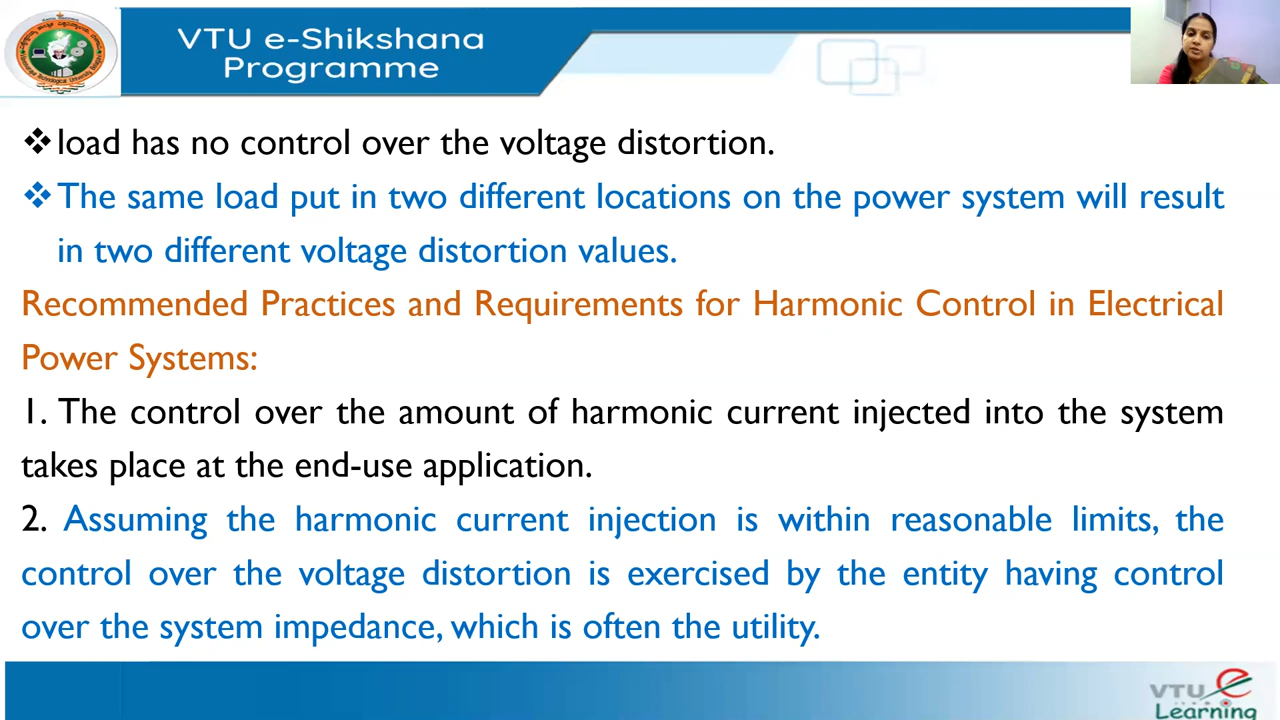 VTU e-Shikshana
Programme
❖load has no control over the voltage distortion.
❖The same load put in two different locations on the power system will result
in two different voltage distortion values.
Recommended Practices and Requirements for Harmonic Control in Electrical
Power Systems:
1. The control over the amount of harmonic current injected into the system
takes place at the end-use application.
2. Assuming the harmonic current injection is within reasonable limits, the
control over the voltage distortion is exercised by the entity having control
over the system impedance, which is often the utility.
VTU e
Learning